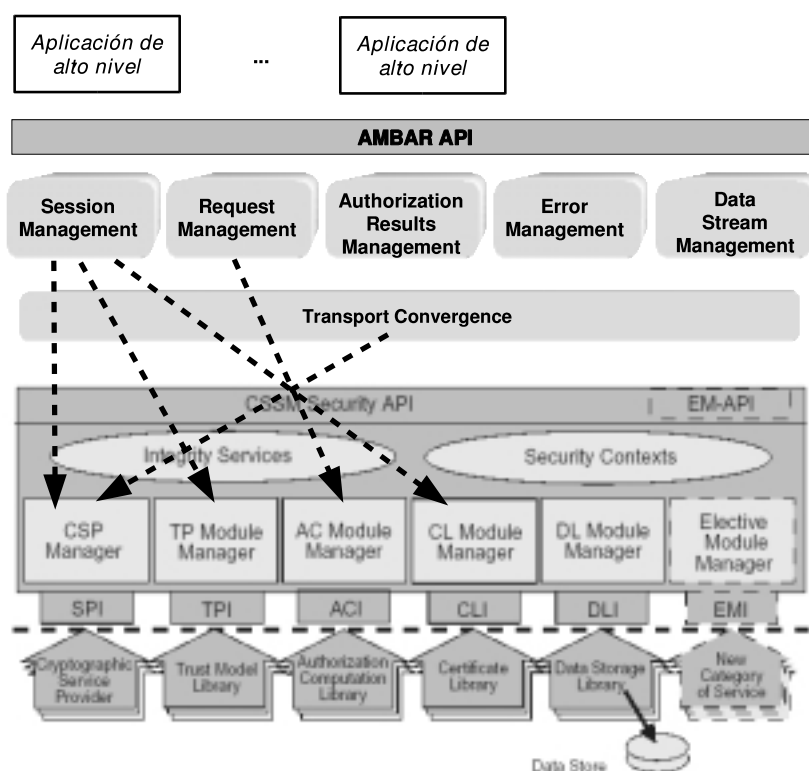 Aplicación de
alto nivel
...
Aplicación de
alto nivel
AMBAR API
Session
Management
Request
Management
Authorization
Results
Management
Error
Management
Data
Stream
Management
Transport Convergence
CSSM Security API
EM-API
Integrity Services
Security Contexts
CSP
Manager
TP Module
Manager
AC Module
Manager
CL Module
Manager
DL Module
Manager
Elective
Module
Manager
SPI
TPI
ACI
CLI
DLI
EMI
Cryptographic
Service
Provider
Trust Model
Library
Authorization
Computation
Library
Certificate
Library
Data Storage
Library
New
Category
of Service
Data Store